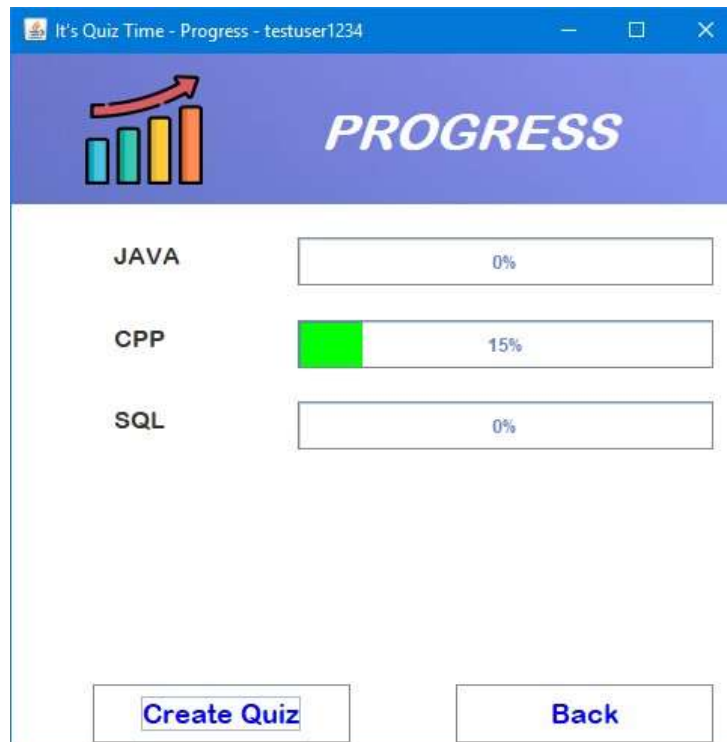 It's Quiz Time - Progress - testuser1234
PROGRESS
JAVA 0%
CPP 15%
SQL 0%
Create Quiz Back